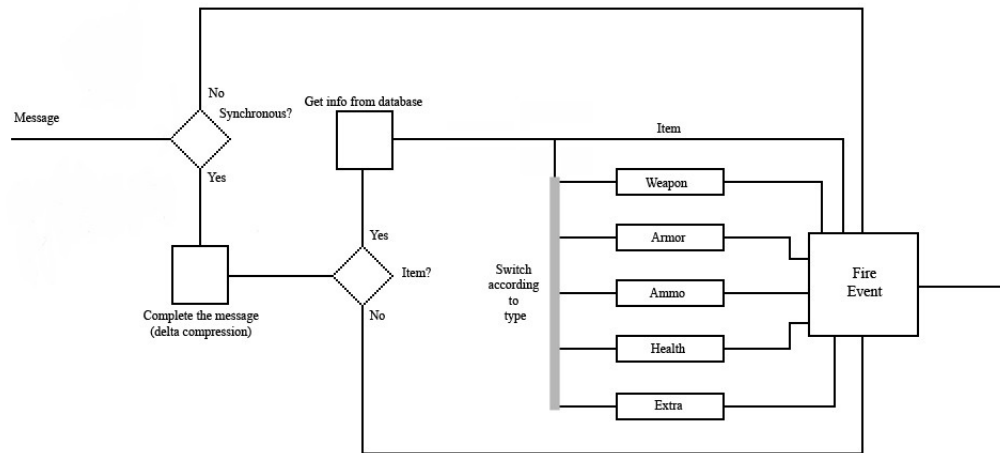 No
Synchronous?
Message
Yes
Get info from database
Item
Weapon
Armor
Ammo
Health
Extra
Switch
according
to
type
Yes
Item?
No
Complete the message
(delta compression)
Fire
Event